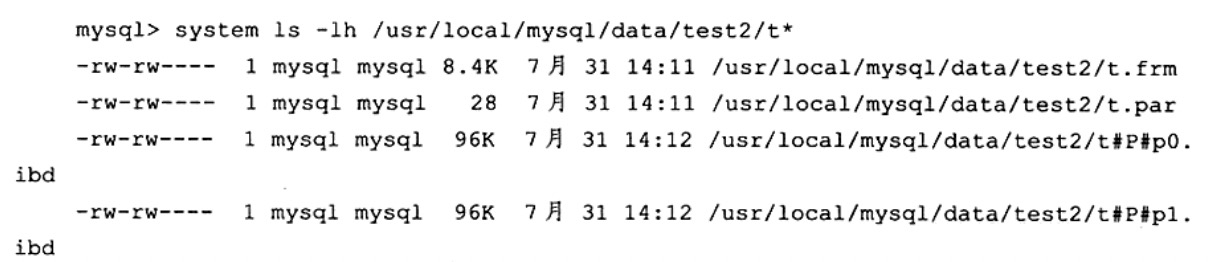 mysql> system ls -lh /usr/local/mysql/data/test2/t*
-rw-rw---- 1 mysql mysql 8.4K 7月 31 14:11 /usr/local/mysql/data/test2/t.frm
-rw-rw---- 1 mysql mysql 28 7月 31 14:11 /usr/local/mysql/data/test2/t.par
-rw-rw---- 1 mysql mysql 96K 7月 31 14:12 /usr/local/mysql/data/test2/t#P#p0.
ibd
-rw-rw---- 1 mysql mysql 96K 7月 31 14:12 /usr/local/mysql/data/test2/t#P#p1.
ibd